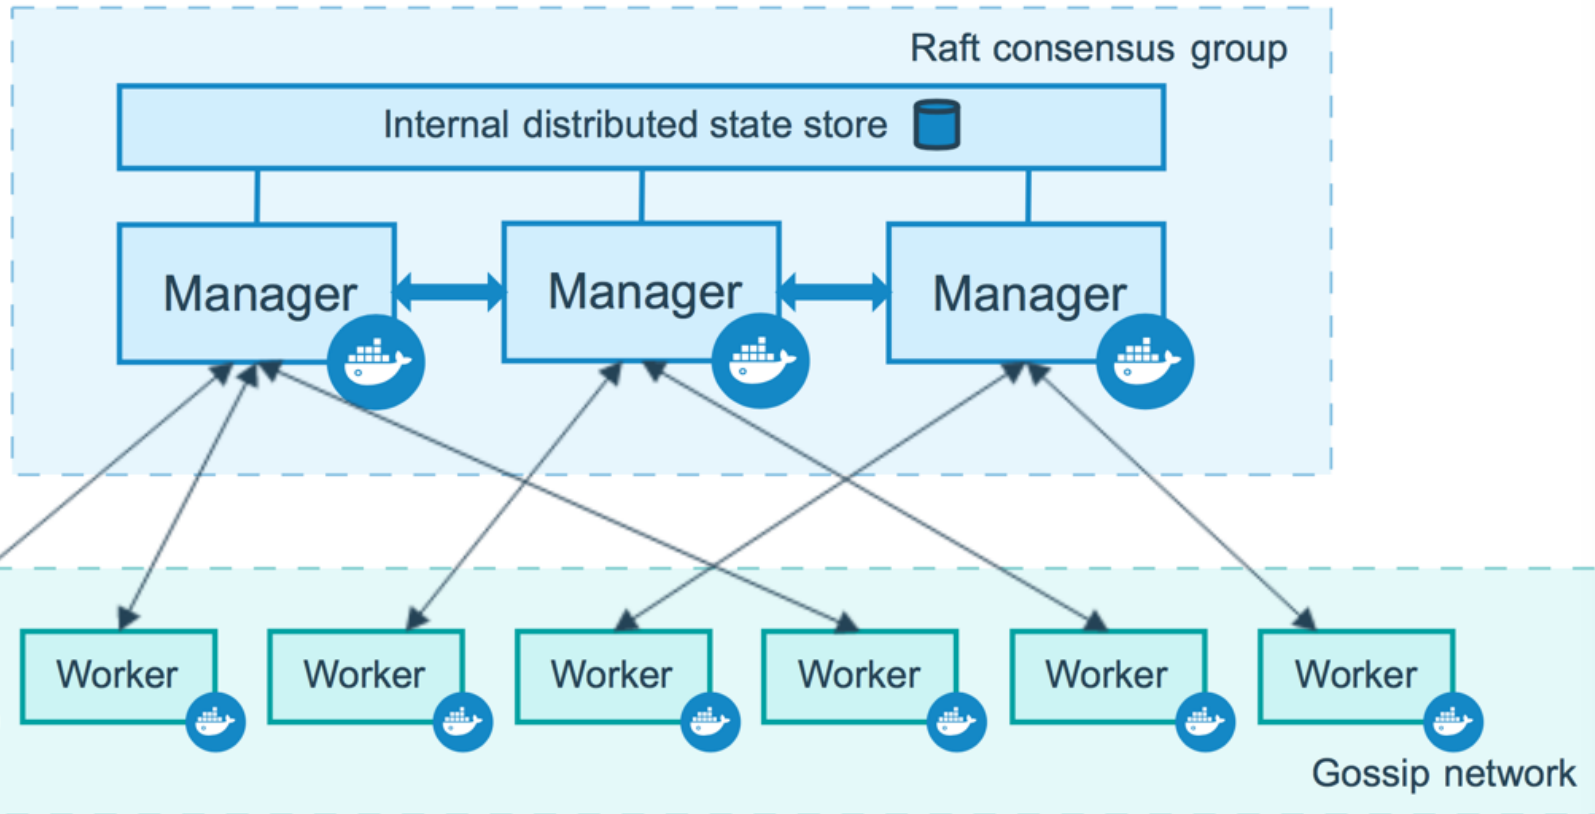 Raft consensus group
Internal distributed state store
Manager
Manager
Manager
Worker
Worker
Worker
Worker
Worker
Worker
Gossip network